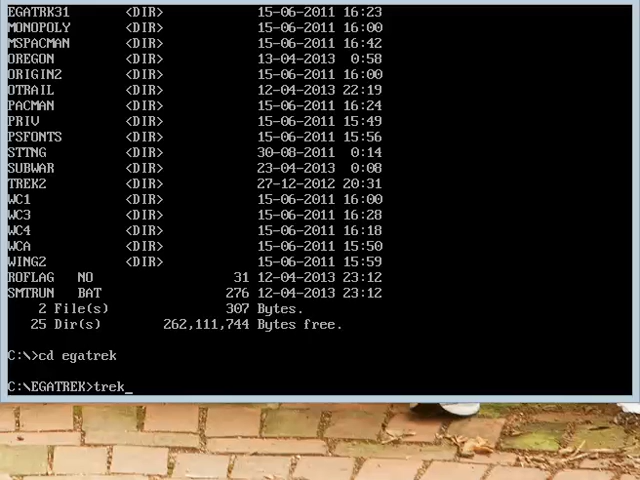 EGATRK31 <DIR> 15-06-2011 16:23
MONOPOLY <DIR> 15-06-2011 16:00
MSPACMAN <DIR> 15-06-2011 16:42
OREGON <DIR> 13-04-2013 0:58
ORIGIN2 <DIR> 15-06-2011 16:00
OTRAIL <DIR> 12-04-2013 22:19
PACMAN <DIR> 15-06-2011 16:24
PRIV <DIR> 15-06-2011 15:49
PSFONTS <DIR> 15-06-2011 15:56
STTNG <DIR> 30-08-2011 0:14
SUBWAR <DIR> 23-04-2013 0:08
TREK2 <DIR> 27-12-2012 20:31
WC1 <DIR> 15-06-2011 16:00
WC3 <DIR> 15-06-2011 16:28
WC4 <DIR> 15-06-2011 16:18
WCA <DIR> 15-06-2011 15:50
WING2 <DIR> 15-06-2011 15:59
ROFLAG NO 31 12-04-2013 23:12
SMTRUN BAT 276 12-04-2013 23:12
2 File(s) 307 Bytes.
25 Dir(s) 262,111,744 Bytes free.
C:\>cd egatrek
C:\EGATREK>trek_